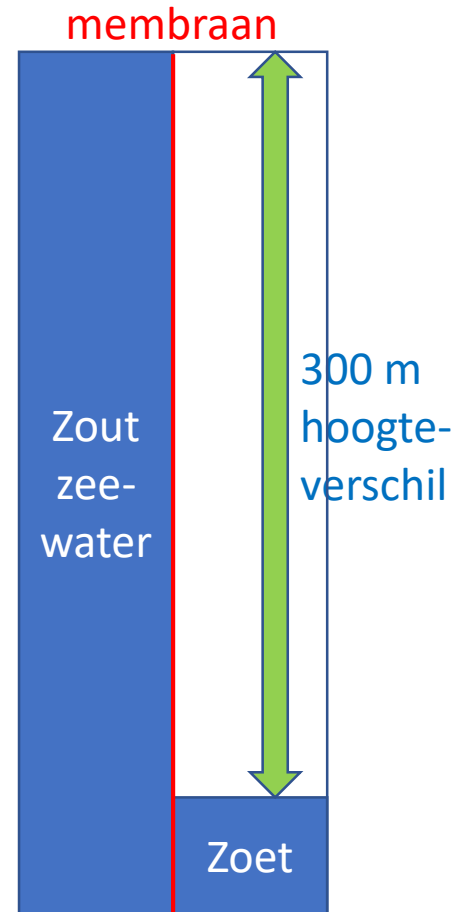 membraan
300 m
hoogte-
verschil
Zout
zee-
water
Zoet